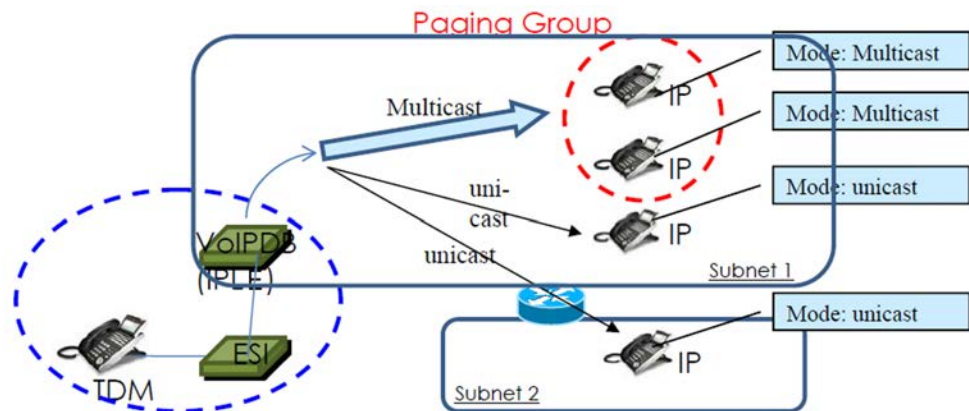 Paging Group
Mode: Multicast
IP
Multicast
Mode: Multicast
IP
uni-
cast
Mode: unicast
IP
VoIPDB
(IPLE)
unicast
Subnet 1
Mode: unicast
ESI
IP
TDM
Subnet 2